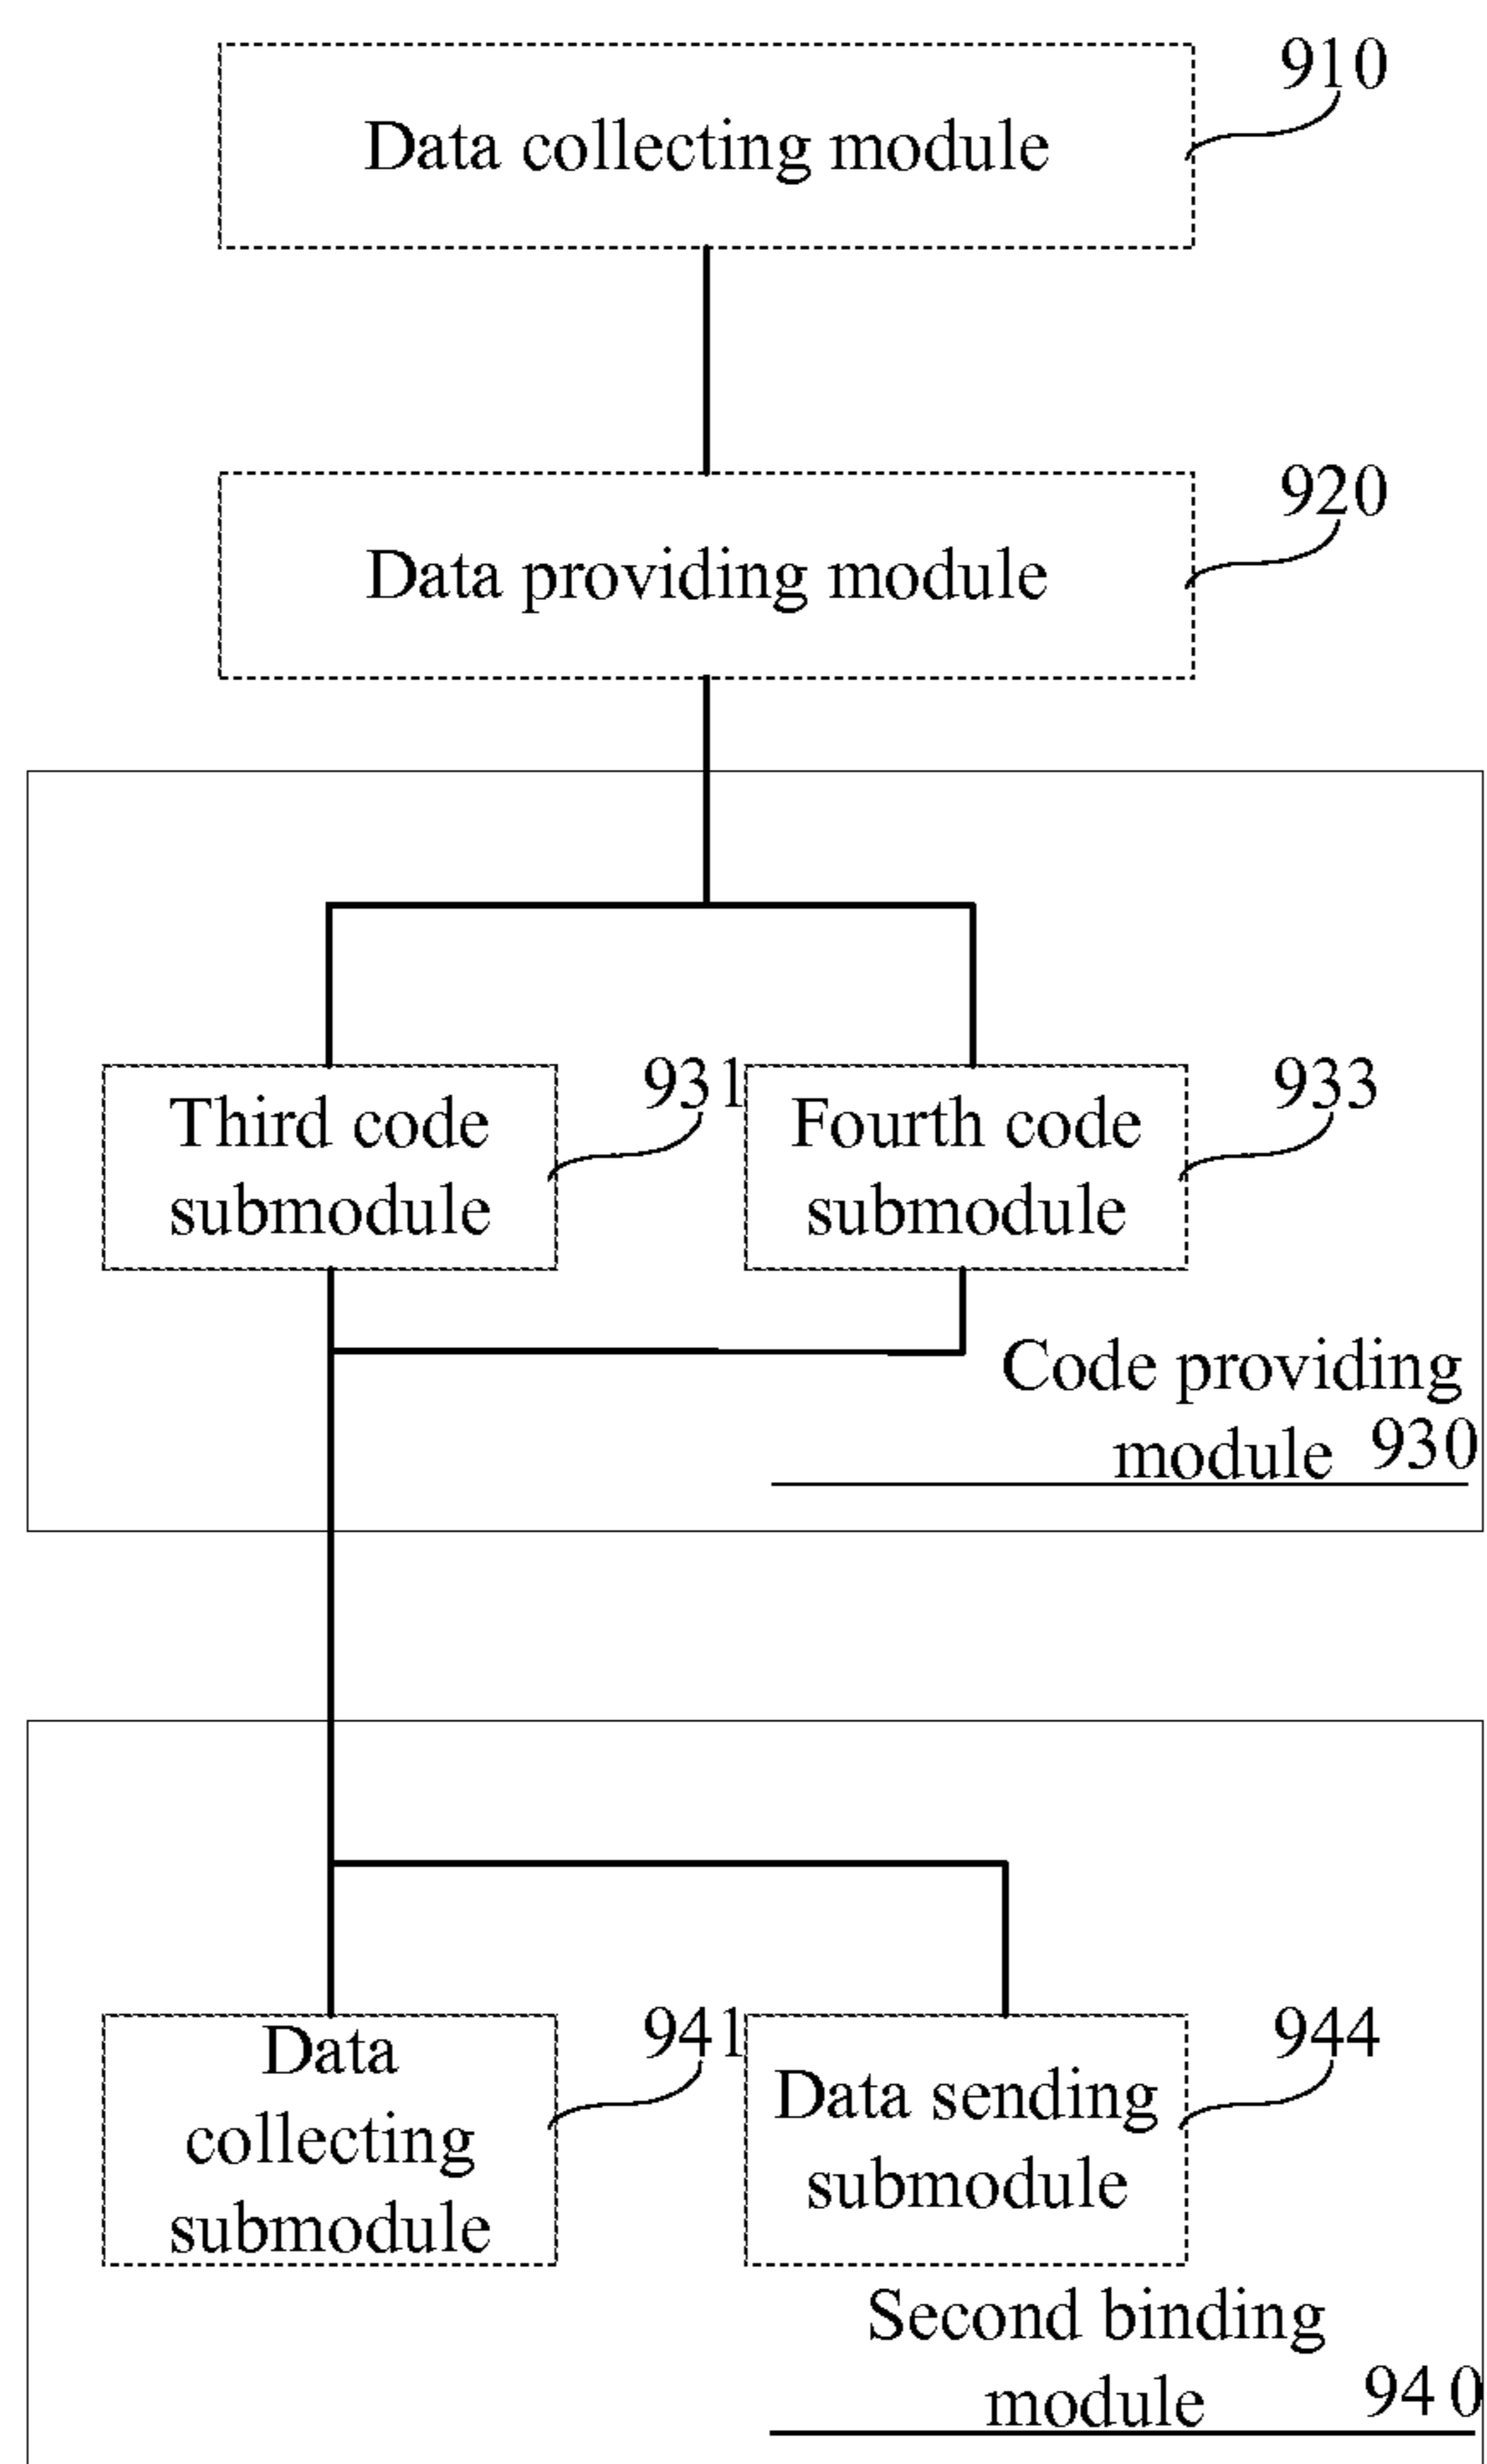 910
Data collecting module
920
Data providing module
931
933
Third code
submodule
Fourth code
submodule
Code providing
module 930
941
944
Data
collecting
submodule
Data sending
submodule
Second binding
module 940